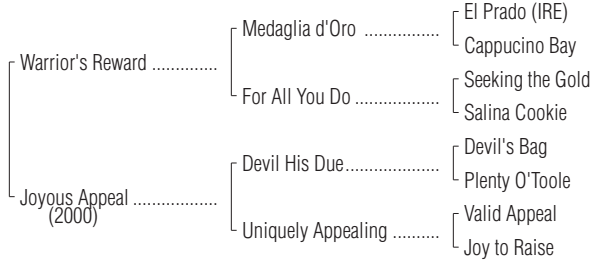 El Prado (IRE)
Medaglia d'Oro ................
Cappucino Bay
Warrior's Reward ..............
Seeking the Gold
For All You Do ..................
Salina Cookie
Devil's Bag
Devil His Due....................
Plenty O'Toole
Joyous Appeal ..................
(2000)
Valid Appeal
Uniquely Appealing ..........
Joy to Raise